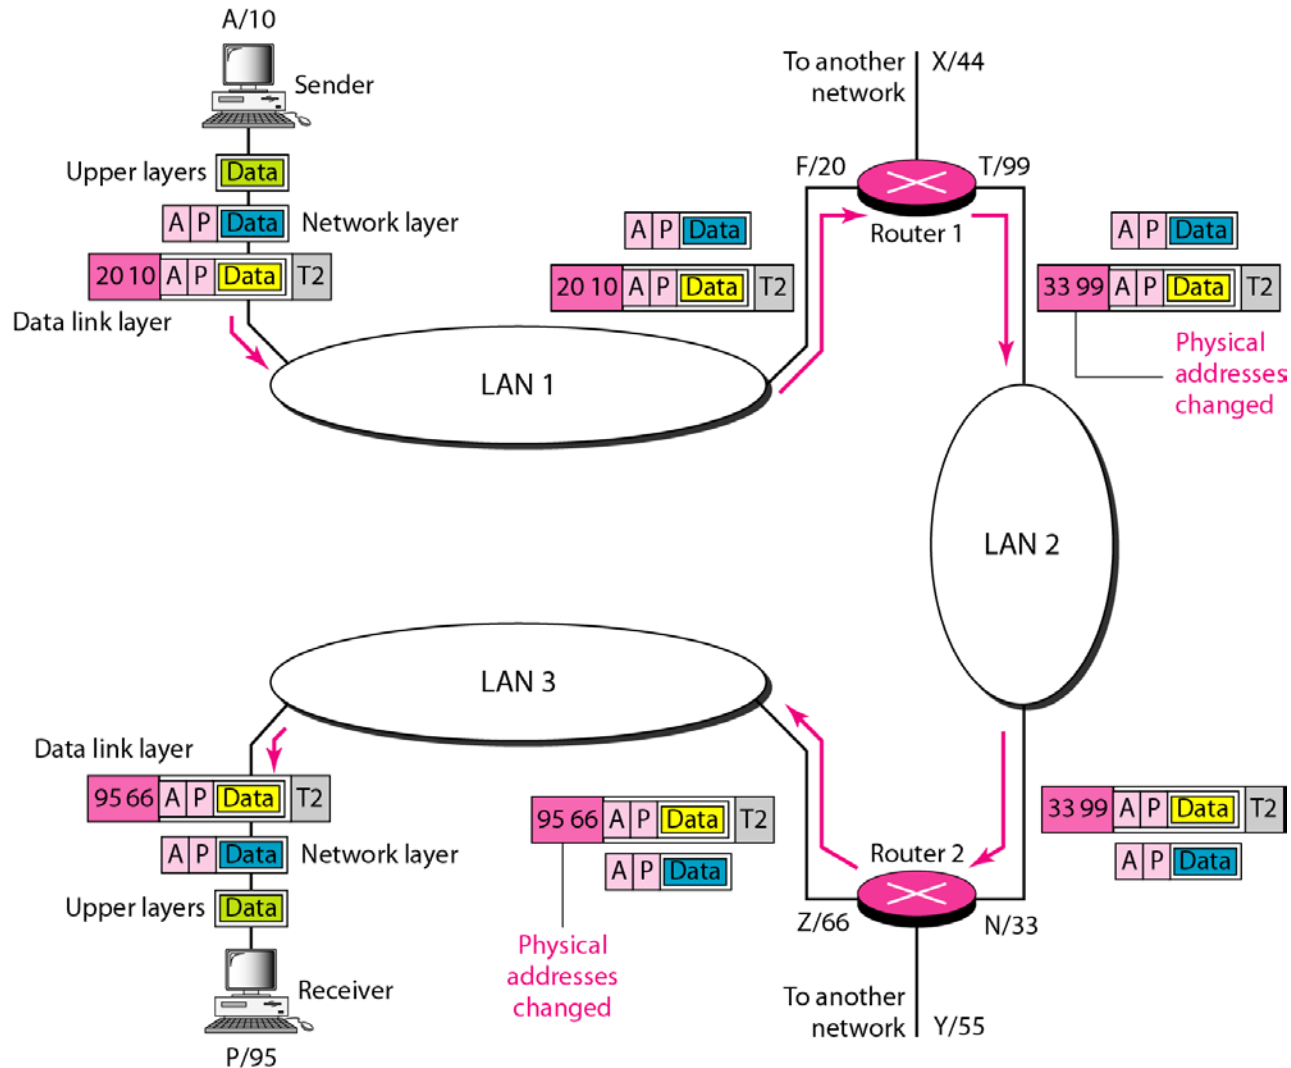 A/10
Sender
Upper layers
Data
A P Data
Network layer
20 10 A P Data T2
Data link layer
LAN 1
A P Data
20 10 A P Data T2
To another
network
X/44
F/20
T/99
Router 1
A P Data
33 99 A P Data T2
Physical
addresses
changed
LAN 2
33 99 A P Data T2
A P Data
Router 2
Z/66
N/33
To another
network
Y/55
95 66 A P Data T2
A P Data
Physical
addresses
changed
LAN 3
Data link layer
95 66 A P Data T2
A P Data
Network layer
Upper layers
Data
Receiver
P/95